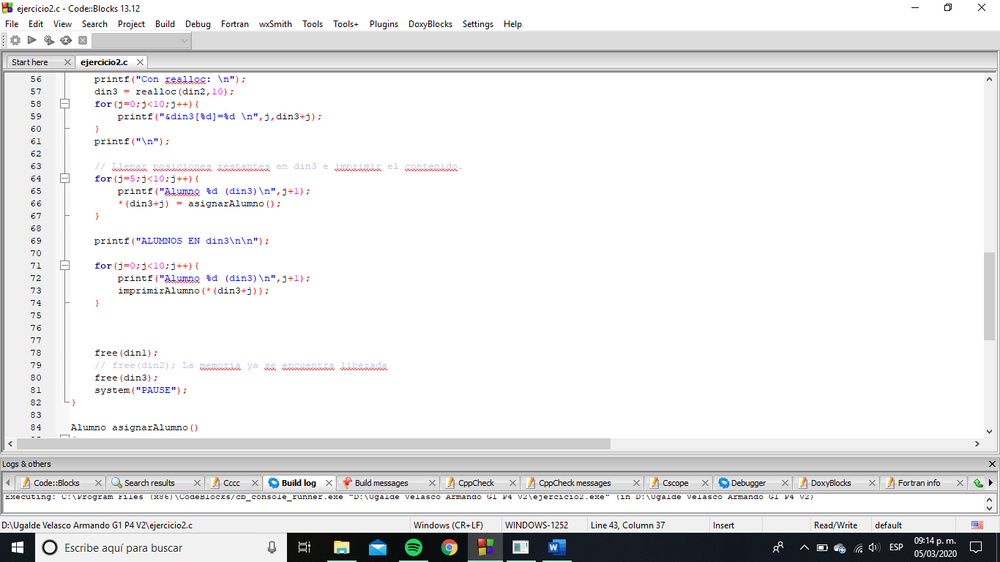 ejercicio2.c - Code::Blocks 13.12
File Edit View Search Project Build Debug Fortran wxSmith Tools Tools+ Plugins DoxyBlocks Settings Help
Start here ejercicio2.c
56 printf("Con realloc: \n");
57 din3 = realloc(din2,10);
58 for(j=0;j<10;j++){
59 printf("&din3[%d]=%d \n",j,din3+j);
60 }
61 printf("\n");
62
63 // Llenar posiciones restantes en din3 e imprimir el contenido.
64 for(j=5;j<10;j++){
65 printf("Alumno %d (din3)\n",j+1);
66 *(din3+j) = asignarAlumno();
67 }
68
69 printf("ALUMNOS EN din3\n\n");
70
71 for(j=0;j<10;j++){
72 printf("Alumno %d (din3)\n",j+1);
73 imprimirAlumno(*(din3+j));
74 }
75
76
77
78 free(din1);
79 // free(din2); La memoria ya se encuentra liberada
80 free(din3);
81 system("PAUSE");
82 }
83
84 Alumno asignarAlumno()
Logs & others
Code::Blocks Search results Cccc Build log Build messages CppCheck CppCheck messages Cscope Debugger DoxyBlocks Fortran info
Executing: C:\Program Files (x86)\CodeBlocks/cb_console_runner.exe "D:\Ugalde Velasco Armando G1 P4 V2\ejercicio2.exe" (in D:\Ugalde Velasco Armando G1 P4 V2)
D:\Ugalde Velasco Armando G1 P4 V2\ejercicio2.c Windows (CR+LF) WINDOWS-1252 Line 43, Column 37 Insert Read/Write default
Escribe aquí para buscar
ESP
09:14 p. m.
05/03/2020